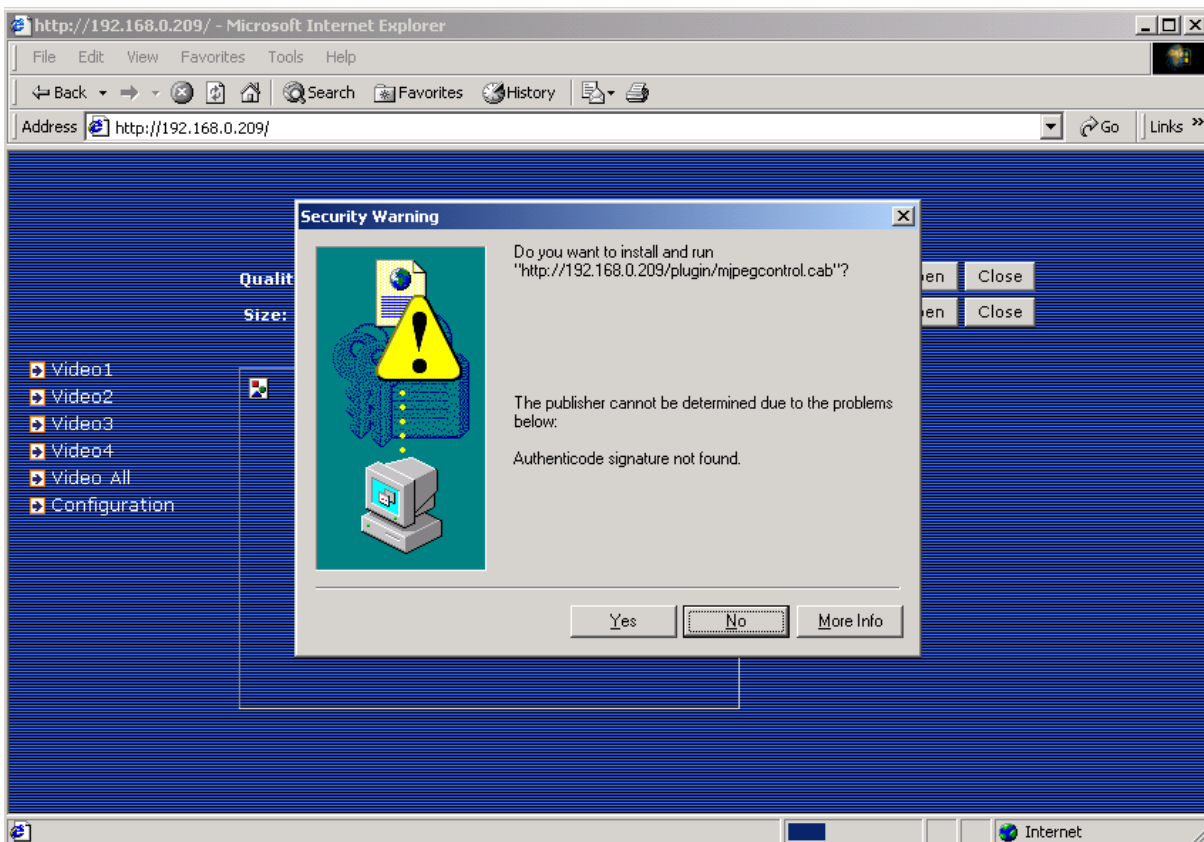 http://192.168.0.209/ - Microsoft Internet Explorer
File Edit View Favorites Tools Help
Back Search Favorites History
Address http://192.168.0.209/ Go Links »
Security Warning
Do you want to install and run
"http://192.168.0.209/plugin/mjpegcontrol.cab"?
Close
Size:
Close
Video1
Video2
Video3
Video4
Video All
Configuration
The publisher cannot be determined due to the problems
below:
Authenticode signature not found.
Yes No More Info
Internet